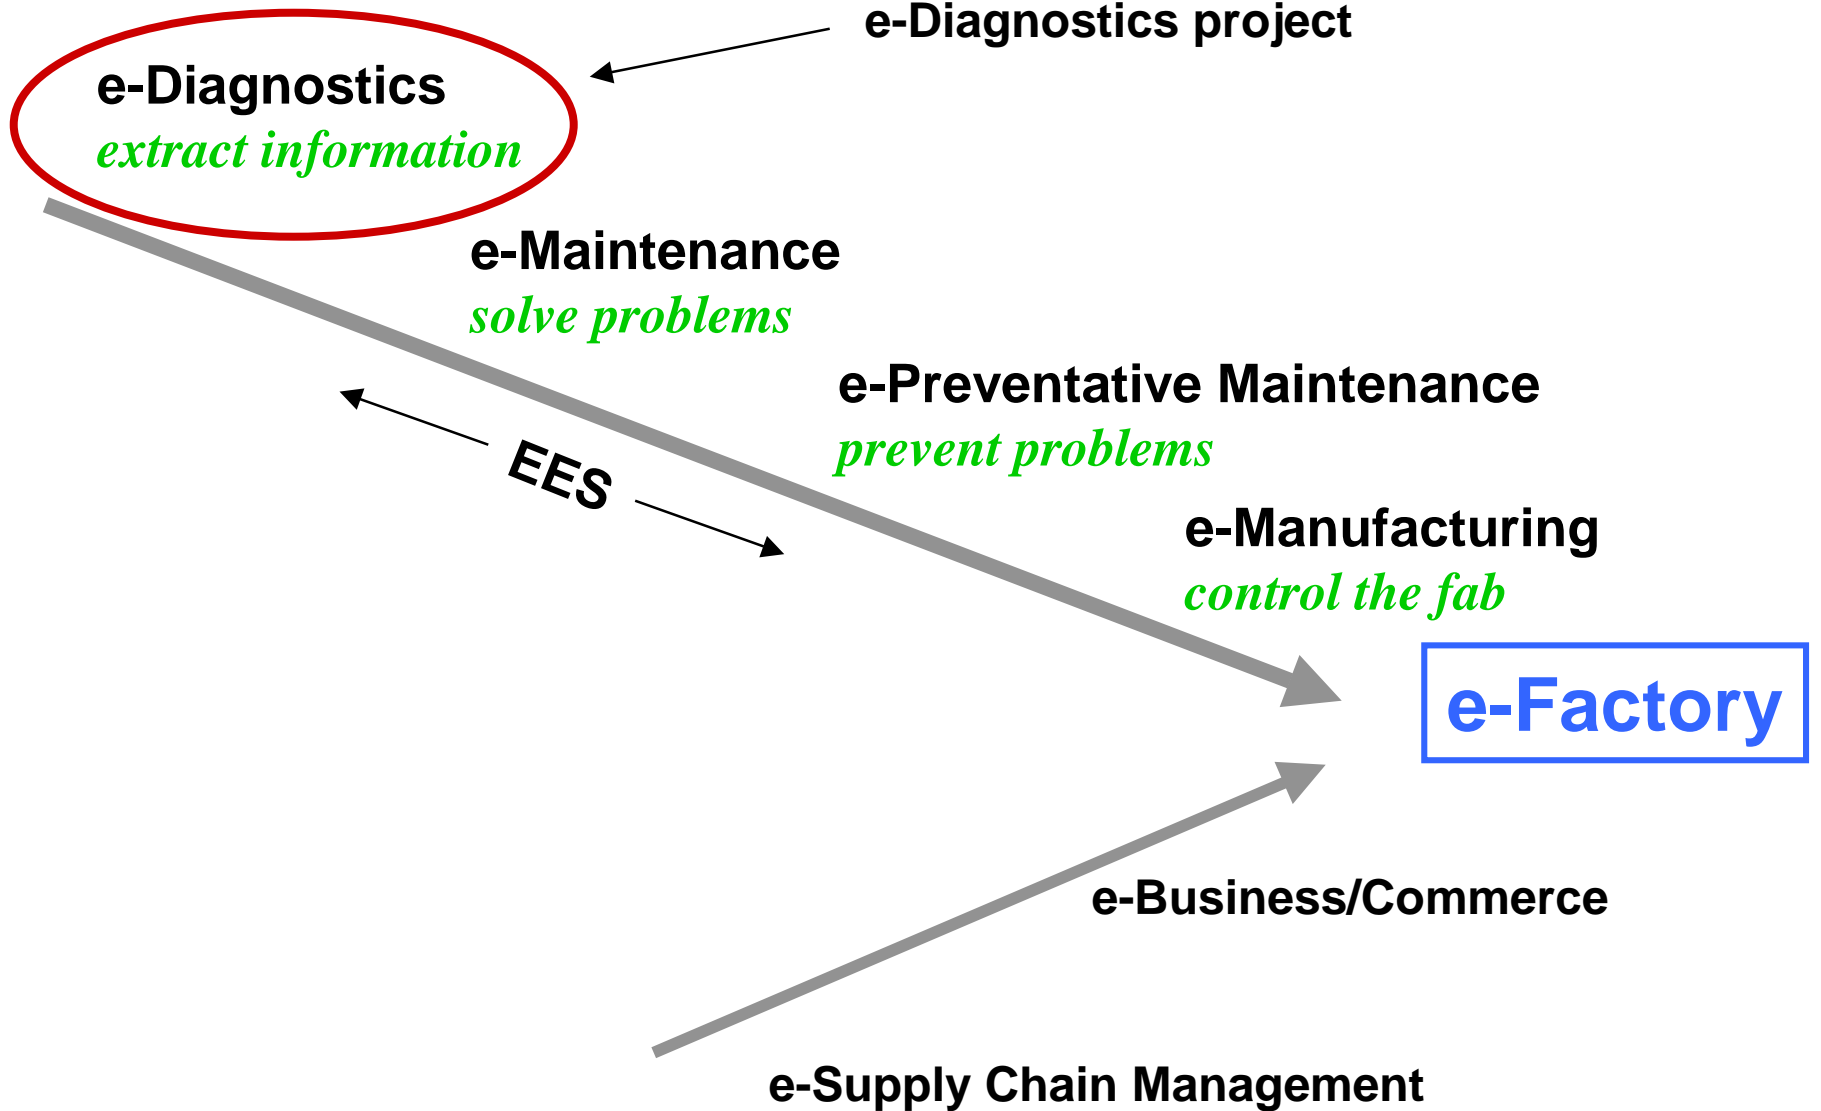 e-Diagnostics project
e-Diagnostics
extract information
e-Maintenance
solve problems
e-Preventative Maintenance
prevent problems
EES
e-Manufacturing
control the fab
e-Factory
e-Business/Commerce
e-Supply Chain Management